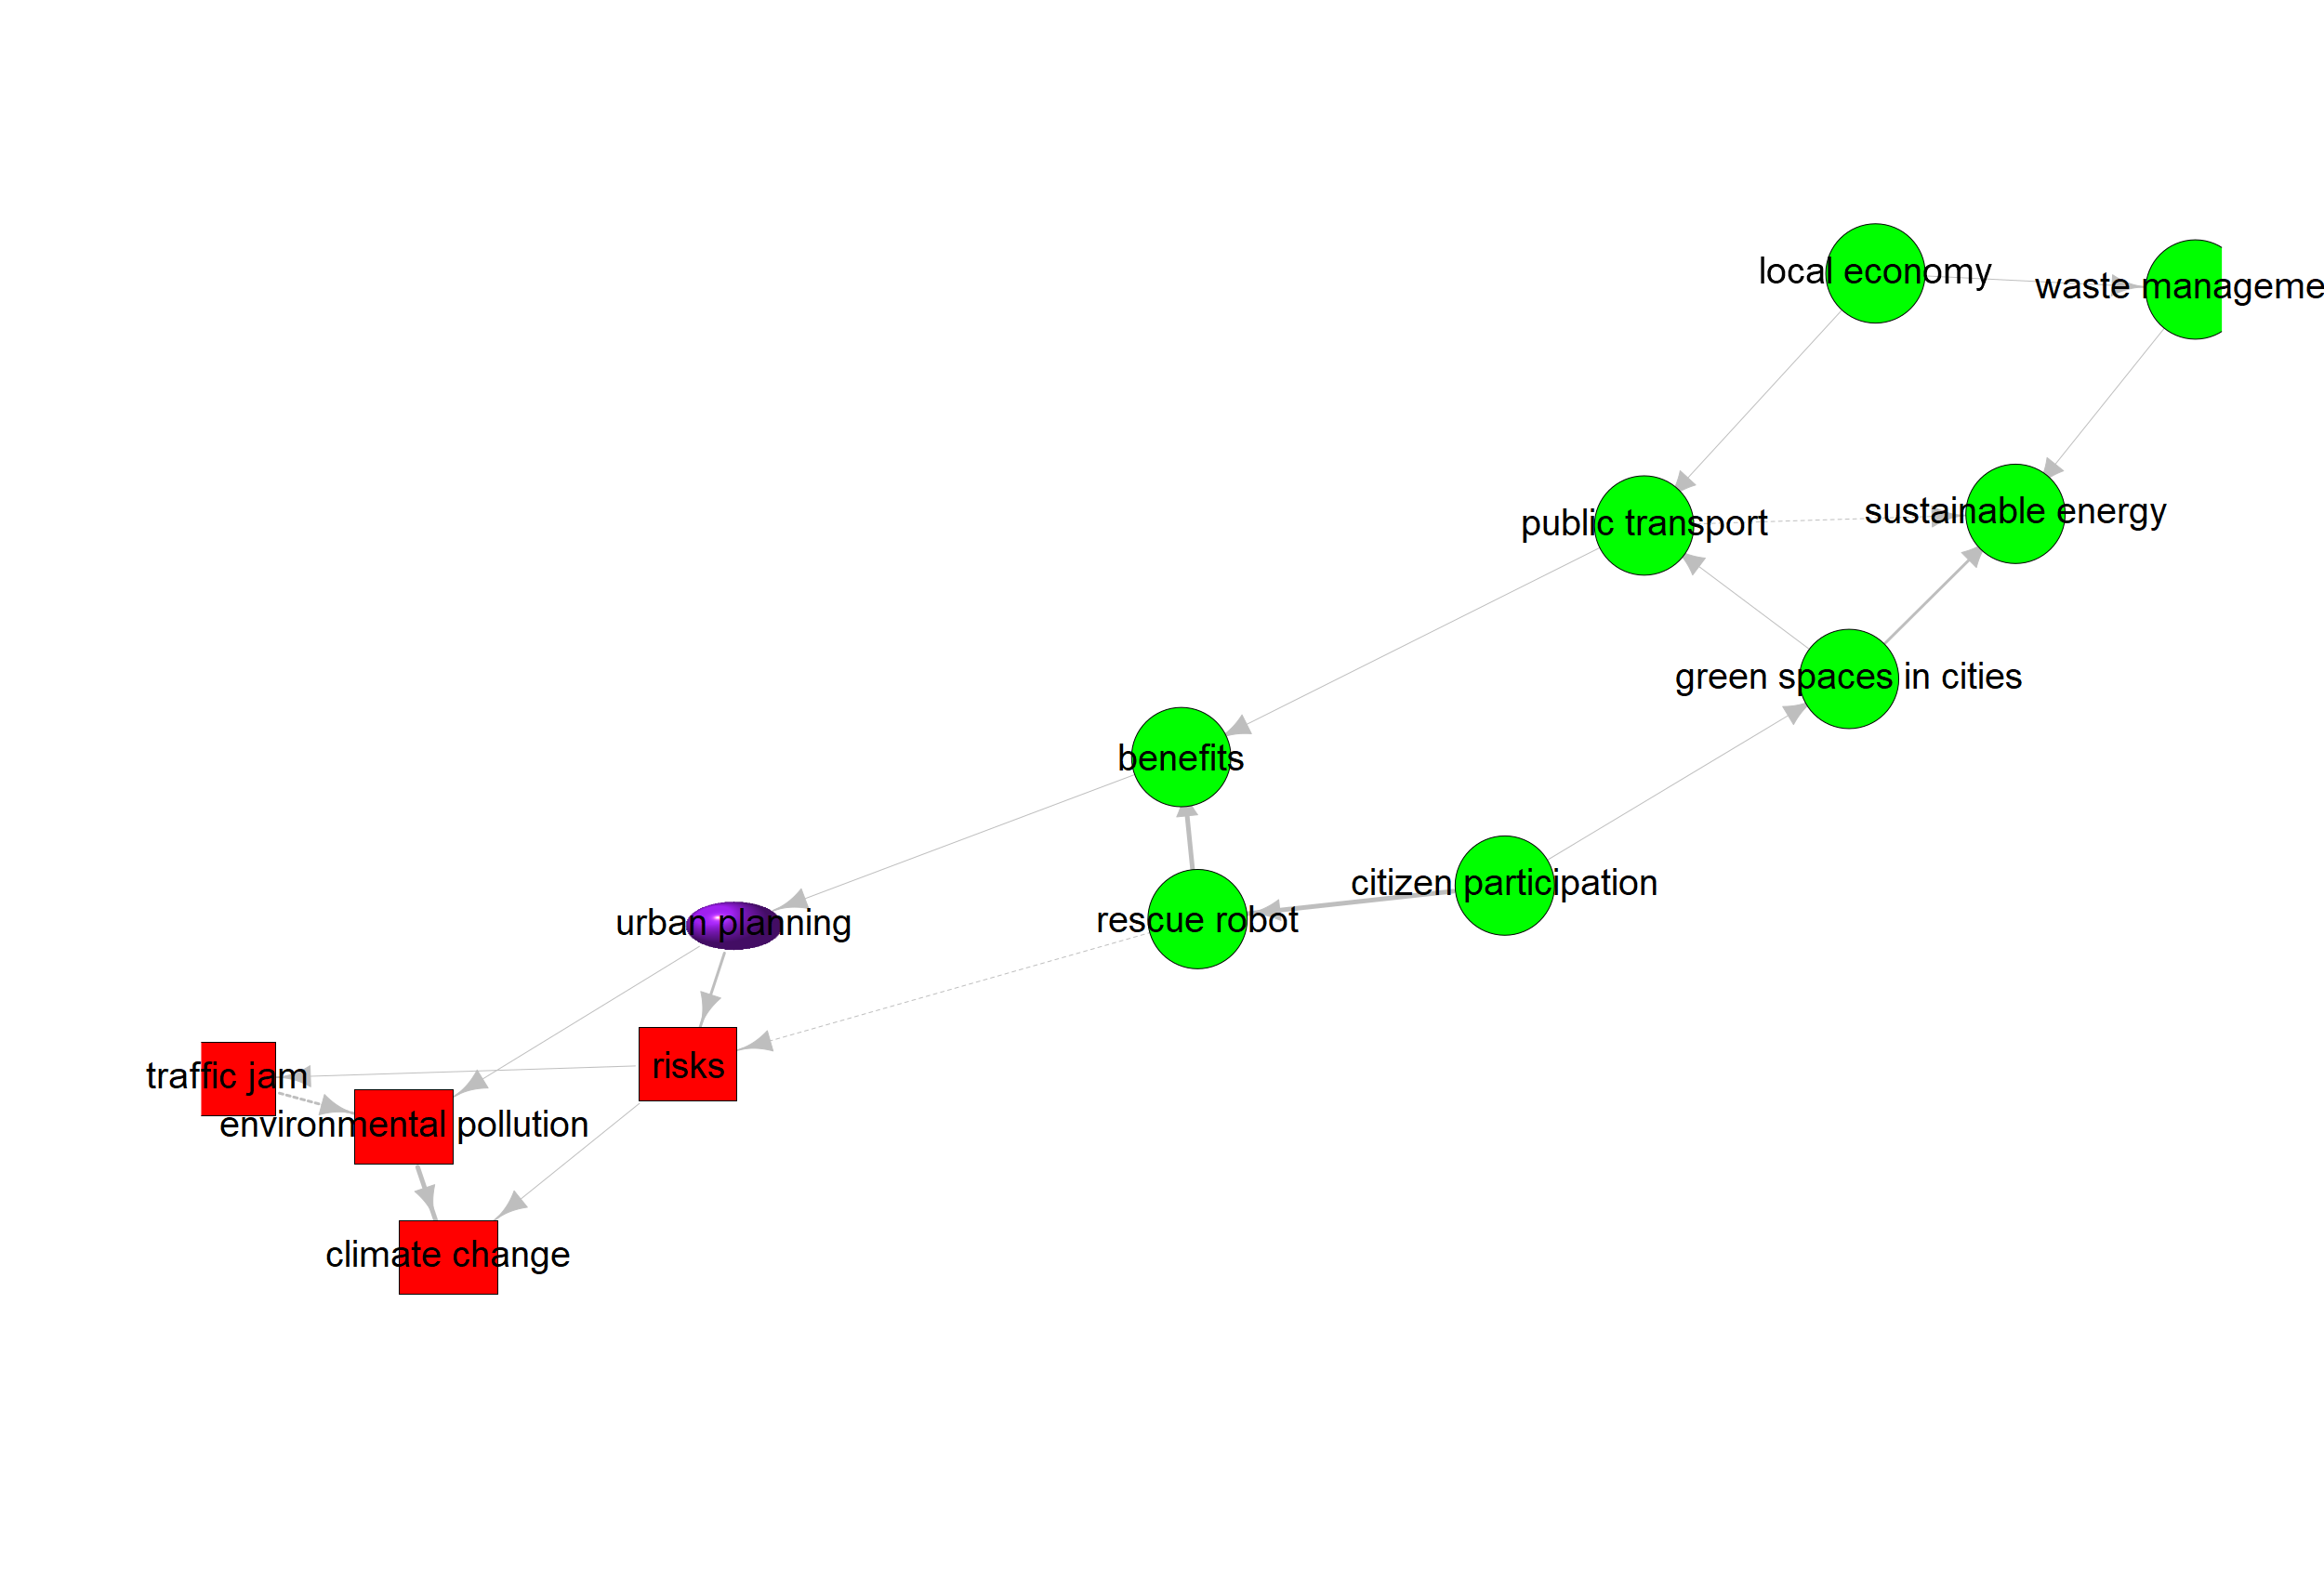 local economy
waste manageme
sustainable energy
public transport
green spaces in cities
benefits
citizen participation
rescue robot
urban planning
risks
traffic jam
environmental pollution
climate change